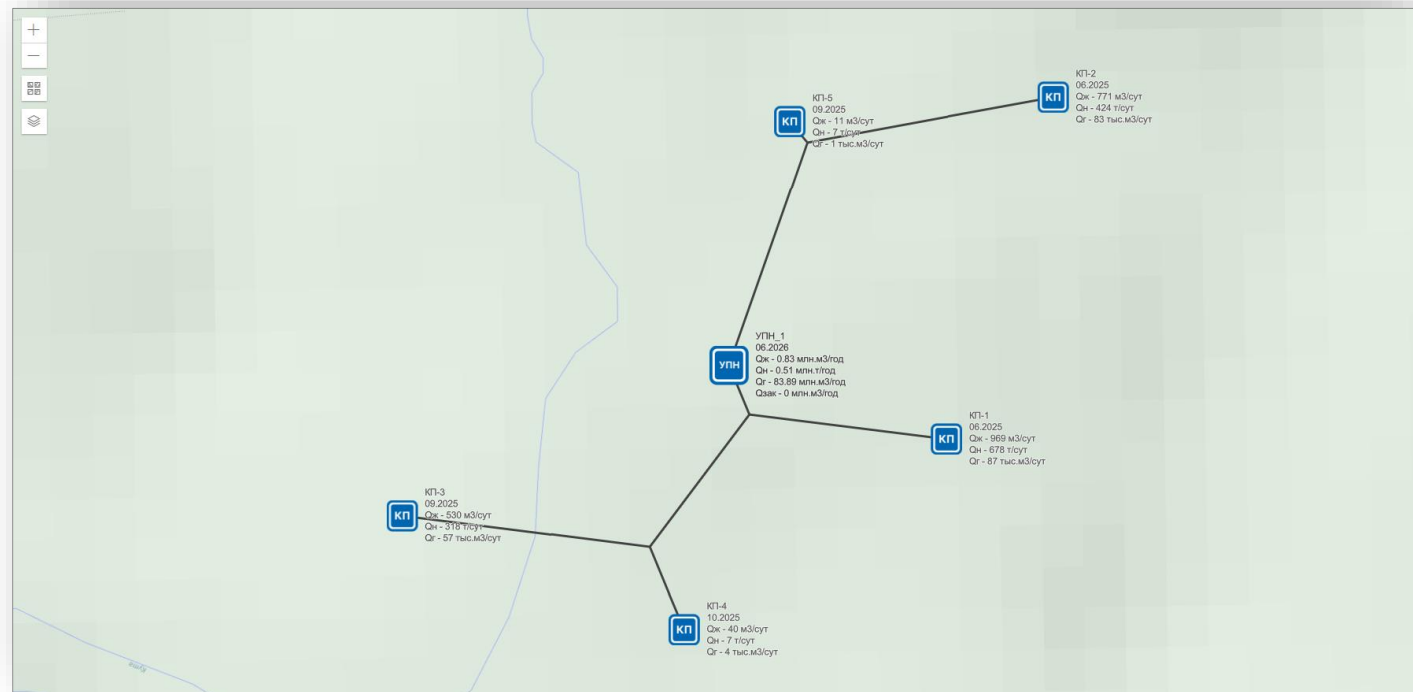 КП-2
06.2025
Qж - 771 м3/сут
Qн - 424 т/сут
Qг - 83 тыс.м3/сут
КП
КП-5
09.2025
Qж - 11 м3/сут
Qн - 7 т/сут
Qг - 1 тыс.м3/сут
КП
УПН_1
06.2026
Qж - 0.83 млн.м3/год
Qн - 0.51 млн.т/год
Qг - 83.89 млн.м3/год
Qзак - 0 млн.м3/год
УПН
КП-1
06.2025
Qж - 969 м3/сут
Qн - 678 т/сут
Qг - 87 тыс.м3/сут
КП
КП-3
09.2025
Qж - 530 м3/сут
Qн - 318 т/сут
Qг - 57 тыс.м3/сут
КП
КП-4
10.2025
Qж - 40 м3/сут
Qн - 7 т/сут
Qг - 4 тыс.м3/сут
КП